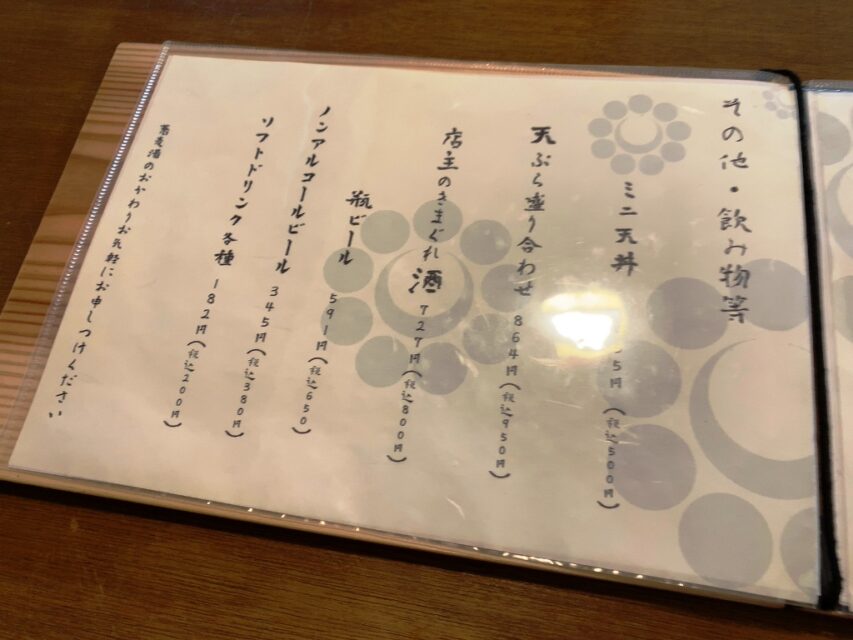 その他・飲み物等
ミニ天丼 5円(税込500円)
天ぷら盛り合わせ 864円(税込950円)
店主のきまぐれ酒 727円(税込800円)
瓶ビール 591円(税込650)
ノンアルコールビール 345円(税込380円)
ソフトドリンク各種 182円(税込200円)
蕎麦湯のおかわりお気軽にお申しつけください